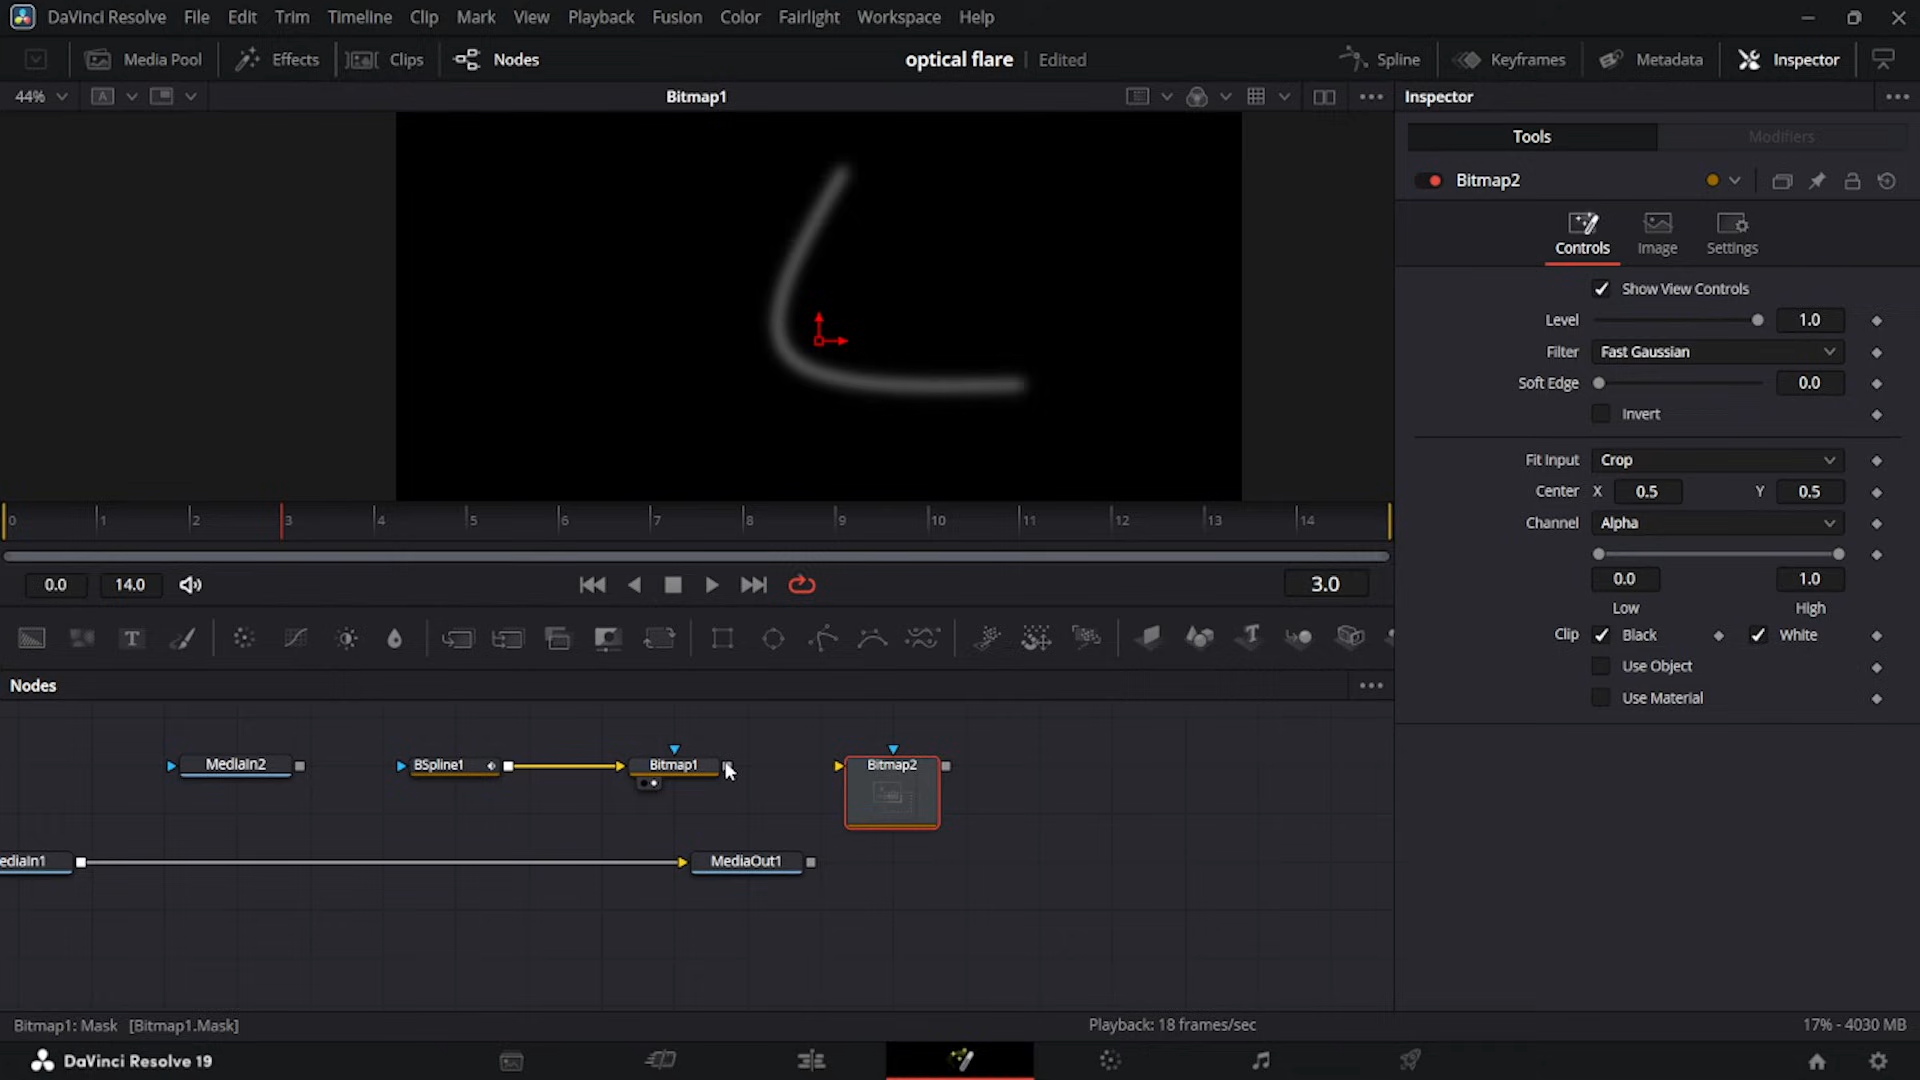 DaVinci Resolve File Edit Trim Timeline Clip Mark View Playback Fusion Color Fairlight Workspace Help
Media Pool Effects Clips Nodes optical flare Edited Spline Keyframes Metadata Inspector
44% A Bitmap1 Inspector
Tools Modifiers
Bitmap2
Controls Image Settings
Show View Controls
Level 1.0
Filter Fast Gaussian
Soft Edge 0.0
Invert
Fit Input Crop
Center X 0.5 Y 0.5
Channel Alpha
0.0 1.0
Low High
Clip Black White
Use Object
Use Material
0 1 2 3 4 5 6 7 8 9 10 11 12 13 14
0.0 14.0 3.0
Nodes
MediaIn2 BSpline1 Bitmap1 Bitmap2
ediaIn1 MediaOut1
Bitmap1: Mask [Bitmap1.Mask] Playback: 18 frames/sec 17% - 4030 MB
DaVinci Resolve 19